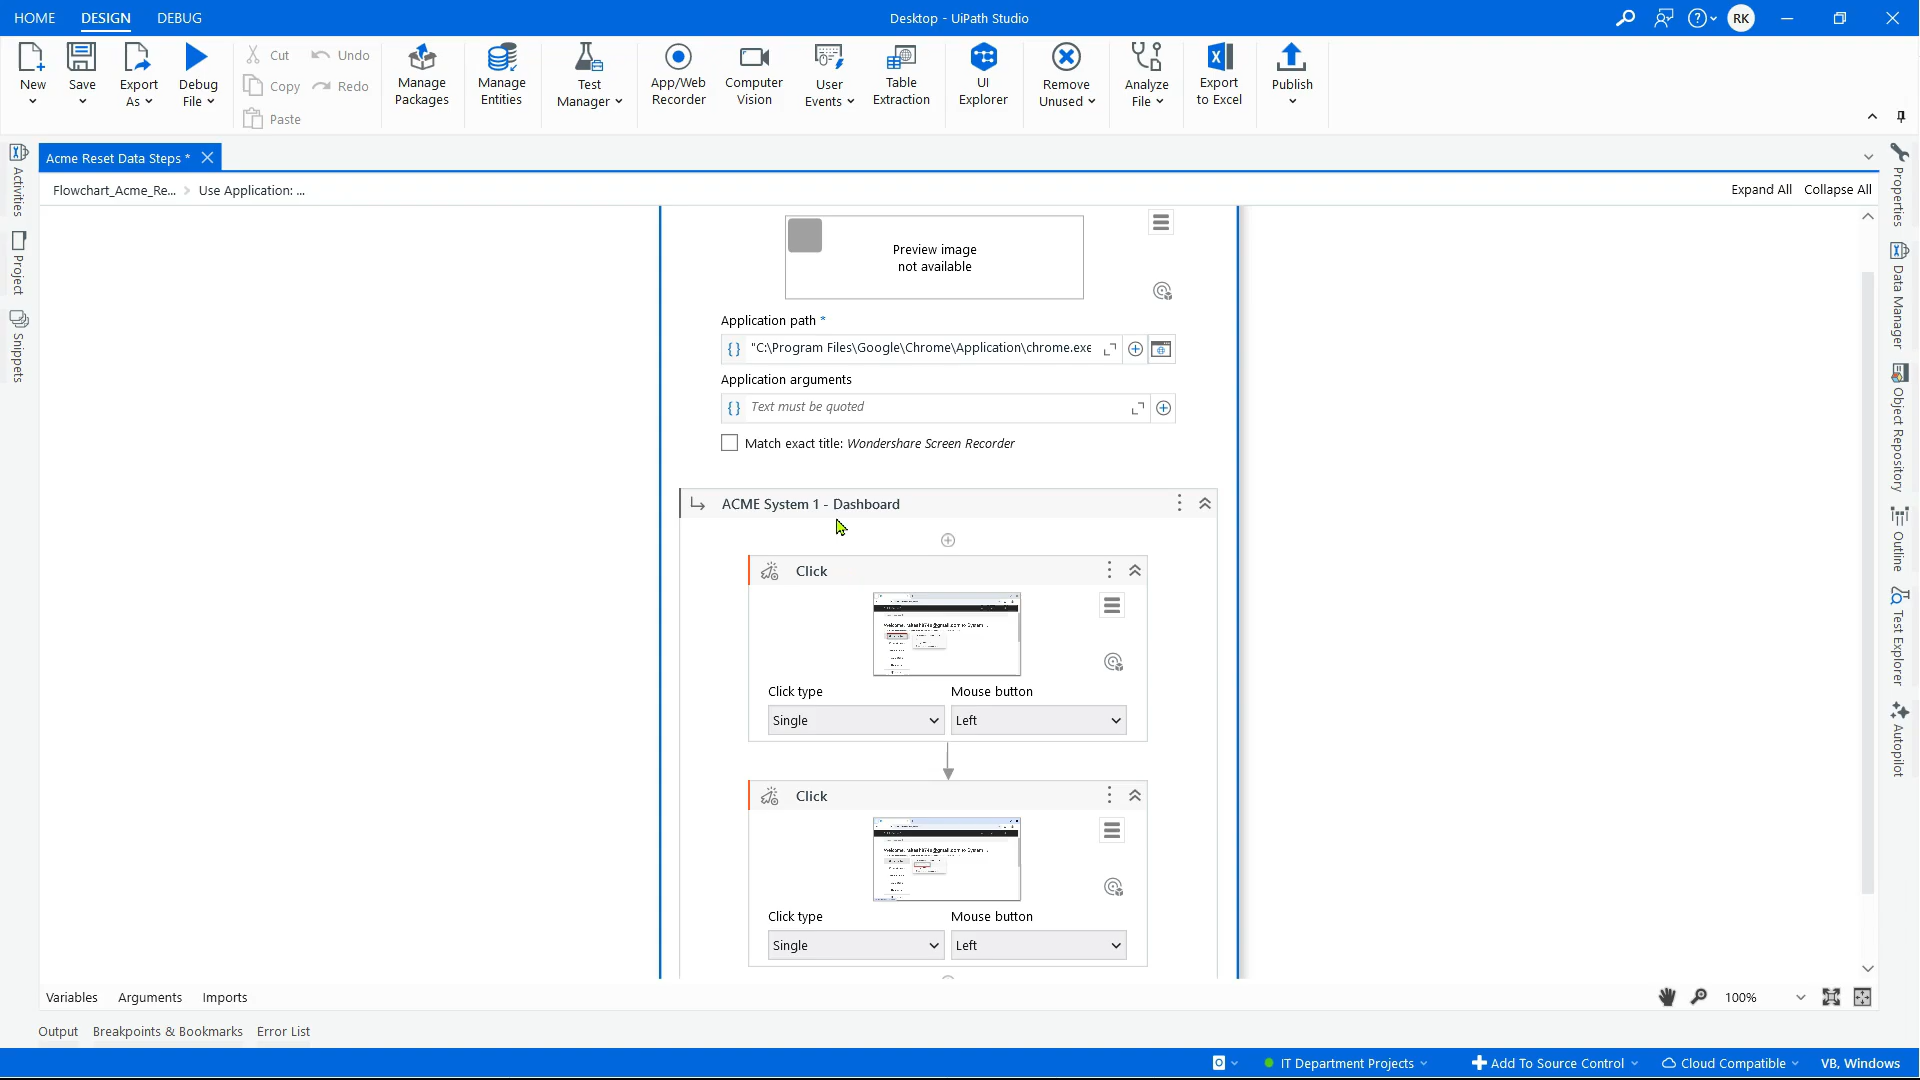 HOME DESIGN DEBUG Desktop - UiPath Studio RK
New
Save
Export
As
Debug
File
Cut
Copy
Paste
Undo
Redo
Manage
Packages
Manage
Entities
Test
Manager
App/Web
Recorder
Computer
Vision
User
Events
Table
Extraction
UI
Explorer
Remove
Unused
Analyze
File
Export
to Excel
Publish
Acme Reset Data Steps *
Flowchart_Acme_Re... > Use Application: ... Expand All Collapse All
Activities
Project
Snippets
Preview image
not available
Application path *
"C:\Program Files\Google\Chrome\Application\chrome.exe
Application arguments
Text must be quoted
Match exact title: Wondershare Screen Recorder
ACME System 1 - Dashboard
Click
Click type Mouse button
Single Left
Click
Click type Mouse button
Single Left
Properties
Data Manager
Object Repository
Outline
Test Explorer
Autopilot
Variables Arguments Imports 100%
Output Breakpoints & Bookmarks Error List
IT Department Projects Add To Source Control Cloud Compatible VB, Windows